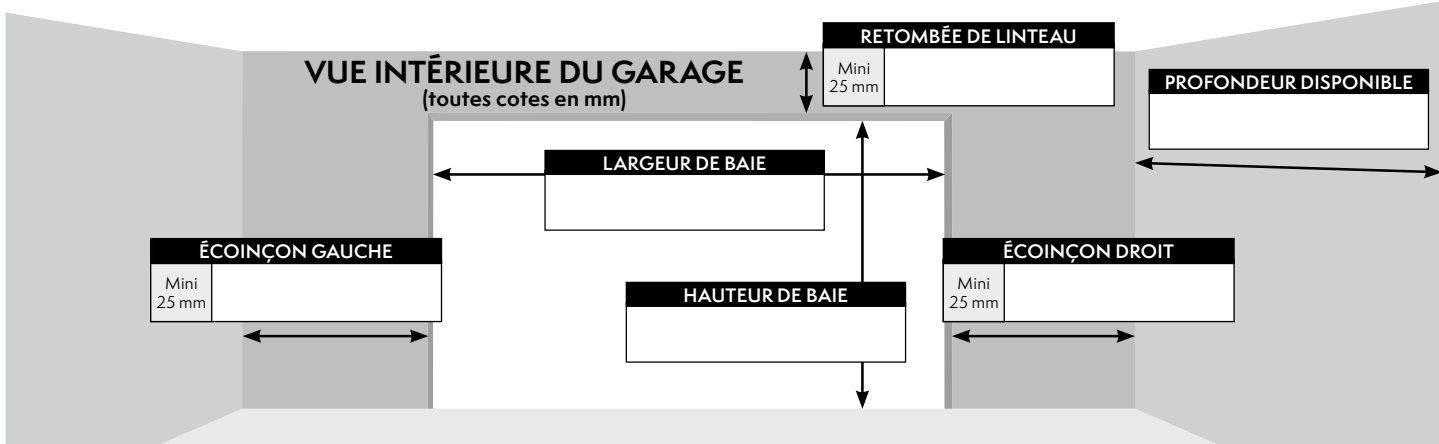 RETOMBÉE DE LINTEAU
Mini
25 mm
VUE INTÉRIEURE DU GARAGE
(toutes cotes en mm)
PROFONDEUR DISPONIBLE
LARGEUR DE BAIE
ÉCOINÇON GAUCHE
Mini
25 mm
ÉCOINÇON DROIT
Mini
25 mm
HAUTEUR DE BAIE